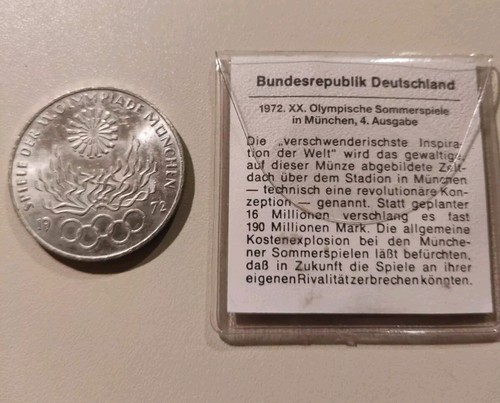 SPIELE DER XX. OLYMPIADE MÜNCHEN
19 72
Bundesrepublik Deutschland
1972. XX. Olympische Sommerspiele
in München, 4. Ausgabe
Die „verschwenderischste Inspira-
tion der Welt" wird das gewaltige,
auf dieser Münze abgebildete Zelt-
dach über dem Stadion in München
— technisch eine revolutionäre Kon-
zeption — genannt. Statt geplanter
16 Millionen verschlang es fast
190 Millionen Mark. Die allgemeine
Kostenexplosion bei den Münche-
ner Sommerspielen läßt befürchten,
daß in Zukunft die Spiele an ihrer
eigenen Rivalität zerbrechen könnten.